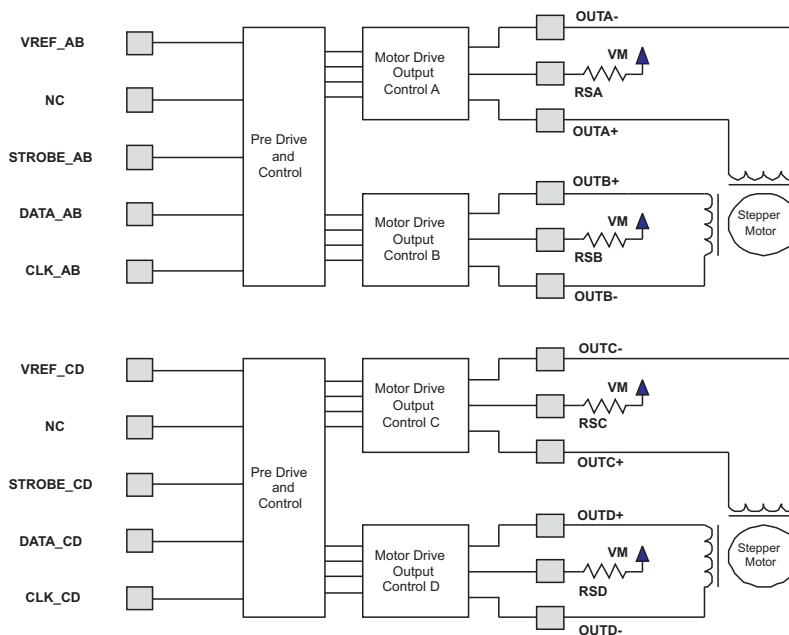 OUTA-
VREF_AB
VM
Motor Drive
Output
Control A
RSA
NC
OUTA+
Pre Drive
and
Control
STROBE_AB
OUTB+
DATA_AB
Motor Drive
Output
Control B
VM
Stepper
Motor
RSB
CLK_AB
OUTB-
OUTC-
VREF_CD
VM
Motor Drive
Output
Control C
RSC
NC
OUTC+
Pre Drive
and
Control
STROBE_CD
OUTD+
DATA_CD
Motor Drive
Output
Control D
VM
Stepper
Motor
RSD
CLK_CD
OUTD-